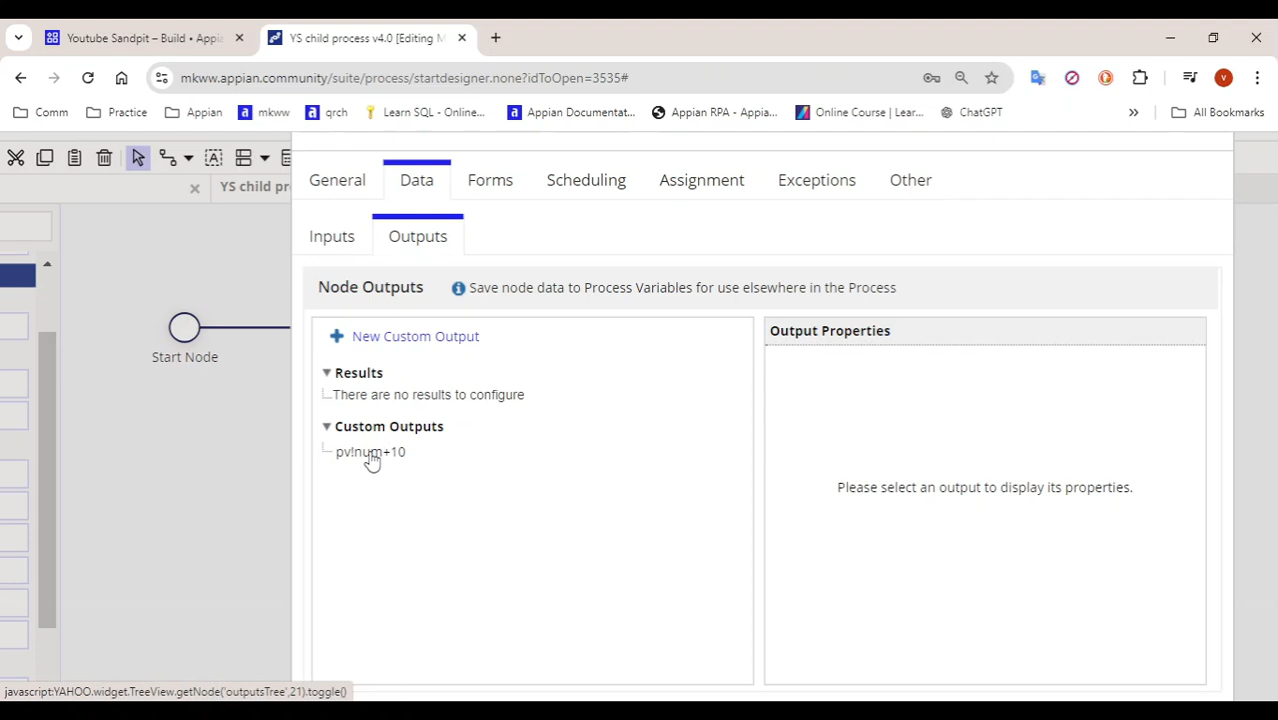 Youtube Sandpit – Build • Appi
YS child process v4.0 [Editing M
mkww.appian.community/suite/process/startdesigner.none?idToOpen=3535#
V
Comm
Practice
Appian
mkww
qrch
Learn SQL - Online...
Appian Documentat...
Appian RPA - Appia...
Online Course | Lear...
ChatGPT
»
All Bookmarks
YS child pr
General
Data
Forms
Scheduling
Assignment
Exceptions
Other
Inputs
Outputs
Node Outputs
Save node data to Process Variables for use elsewhere in the Process
New Custom Output
Output Properties
Start Node
Results
There are no results to configure
Custom Outputs
pv!num+10
Please select an output to display its properties.
javascript:YAHOO.widget.TreeView.getNode('outputsTree',21).toggle()